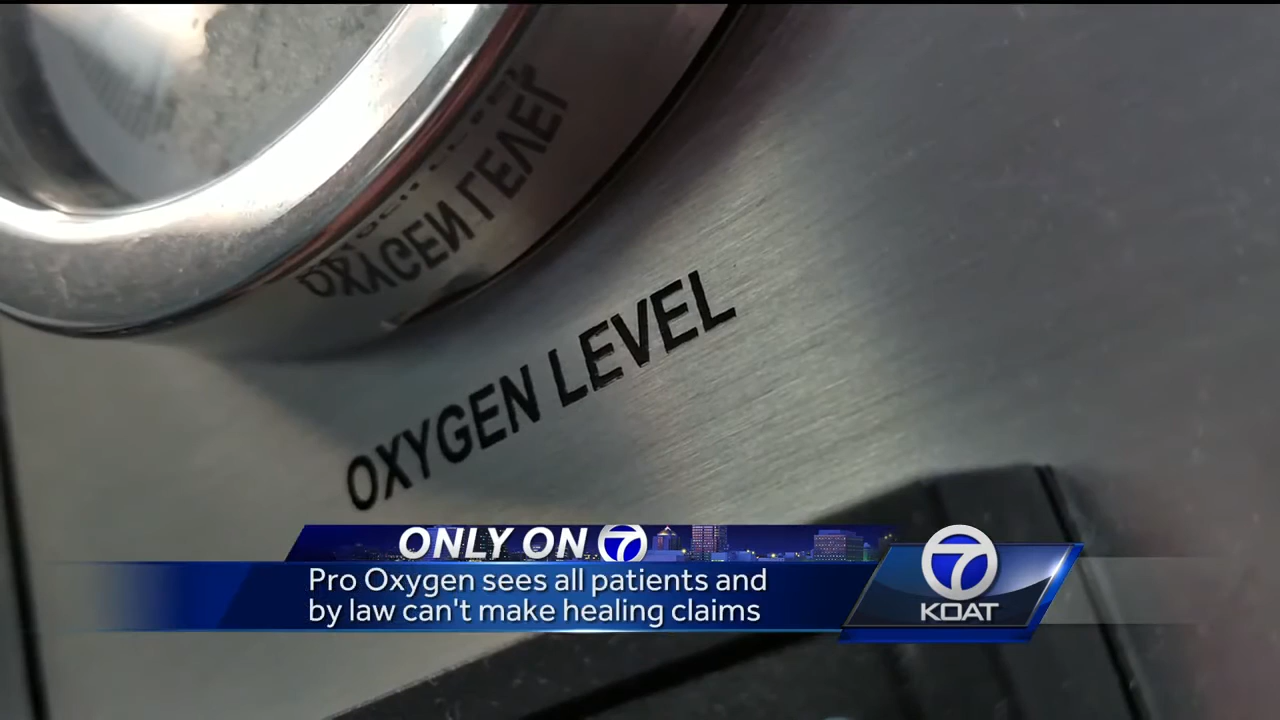 OXYGEN LEVEL
OXYGEN LEVEL
ONLY ON 7
Pro Oxygen sees all patients and
by law can't make healing claims
7
KOAT